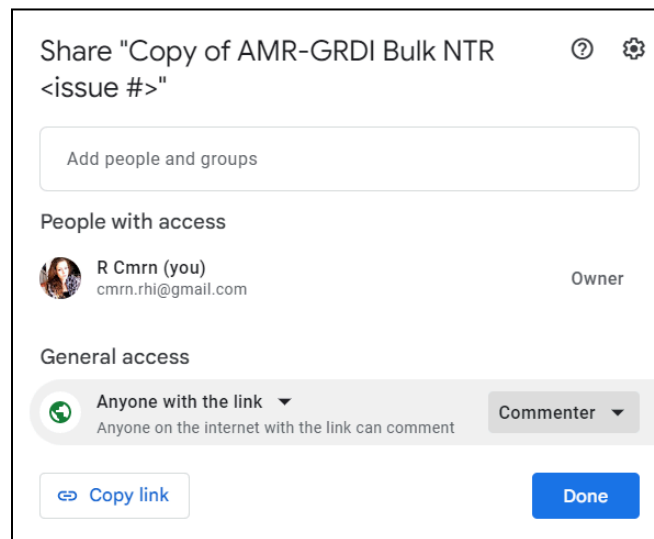 Share "Copy of AMR-GRDI Bulk NTR
<issue #>"
Add people and groups
People with access
R Cmrn (you)
cmrn.rhi@gmail.com
Owner
General access
Anyone with the link
Anyone on the internet with the link can comment
Commenter
Copy link
Done